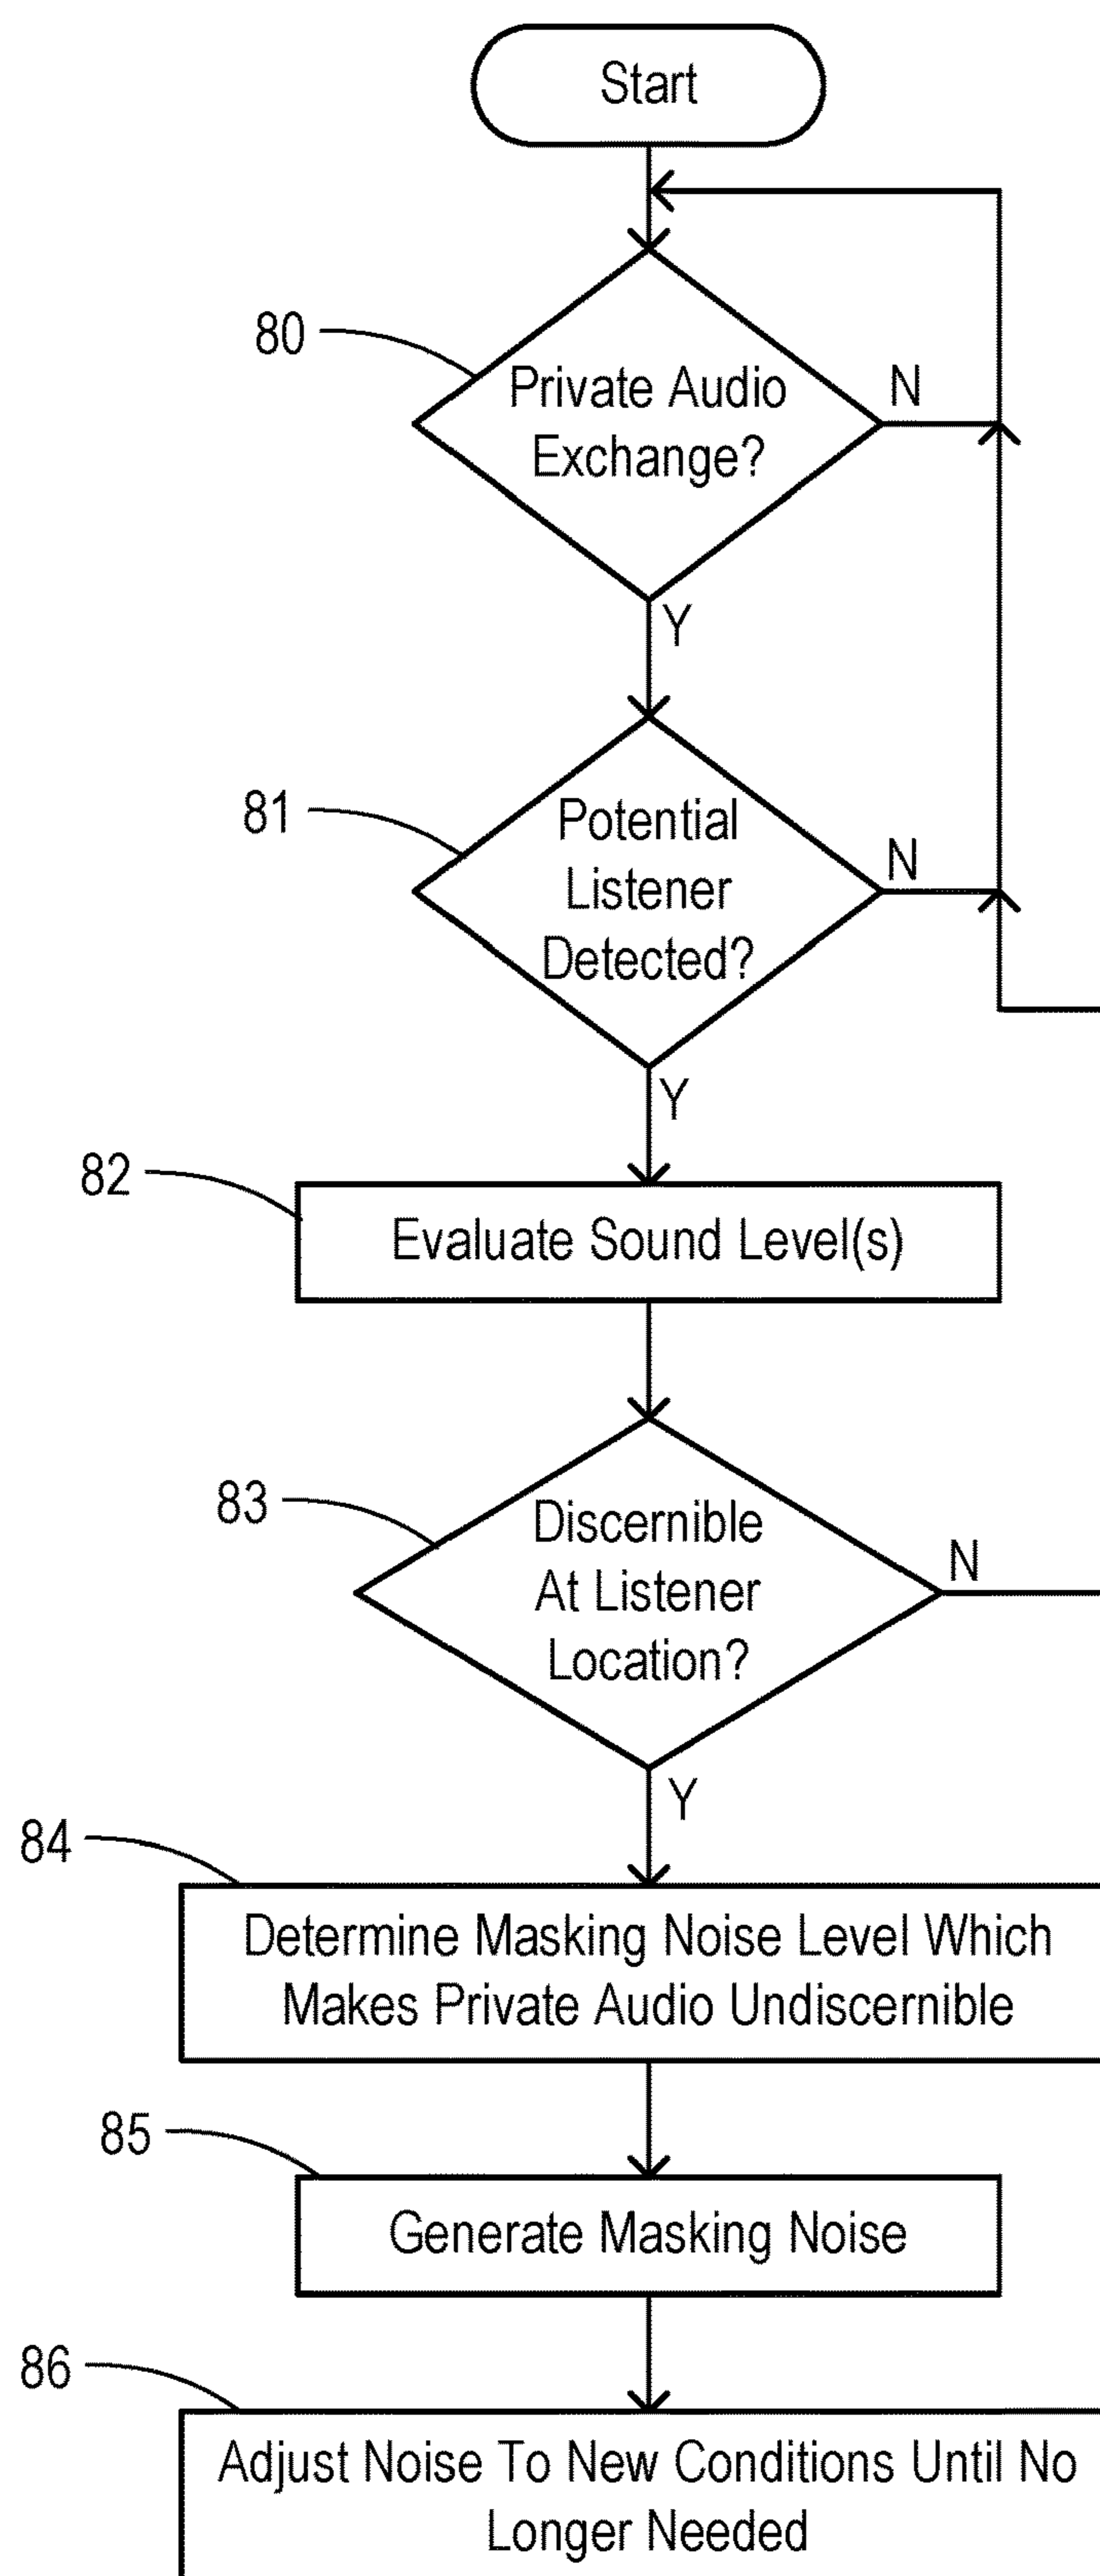 Start
80
Private Audio
Exchange?
N
Y
81
Potential
Listener
Detected?
N
Y
82
Evaluate Sound Level(s)
83
Discernible
At Listener
Location?
N
Y
84
Determine Masking Noise Level Which
Makes Private Audio Undiscernible
85
Generate Masking Noise
86
Adjust Noise To New Conditions Until No
Longer Needed